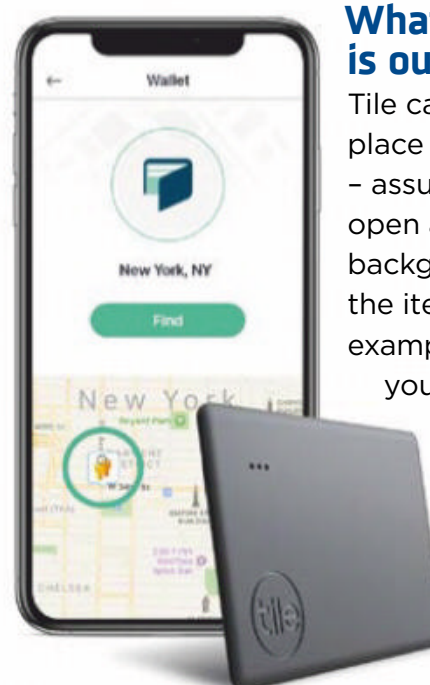 What
is ou
Tile ca
place
– assu
open a
backg
the ite
examp
you
←
Wallet
New York, NY
Find
New York
Bryant Park
W 34th St
CHELSEA
tile